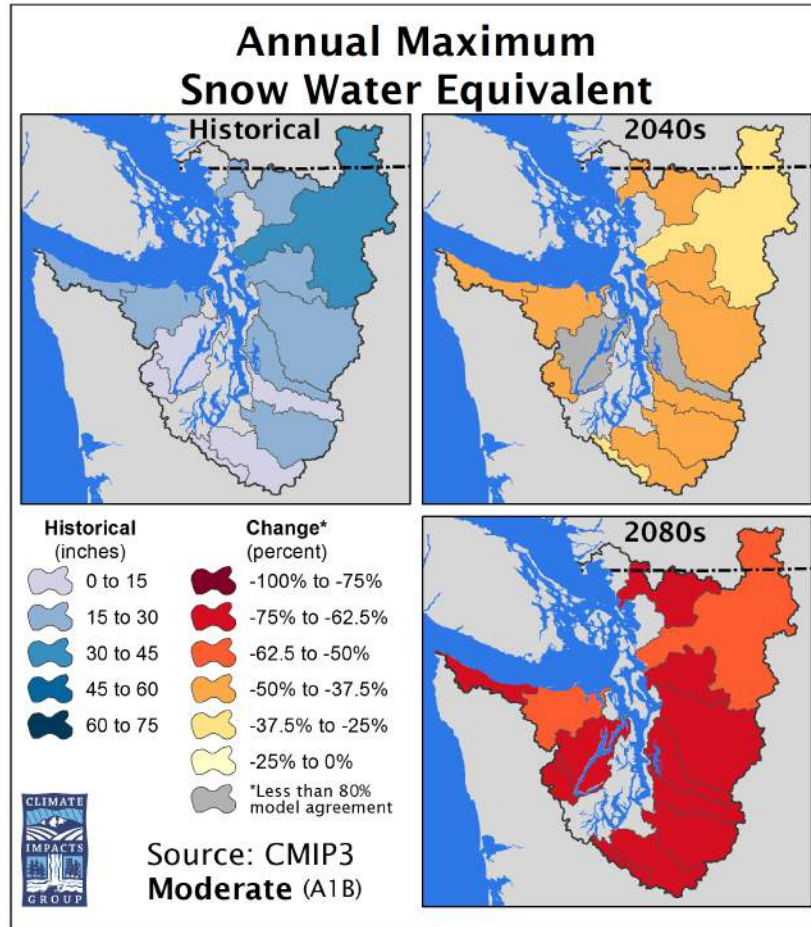 Annual Maximum
Snow Water Equivalent
Historical
2040s
Historical
(inches)
0 to 15
15 to 30
30 to 45
45 to 60
60 to 75
Change*
(percent)
-100% to -75%
-75% to -62.5%
-62.5 to -50%
-50% to -37.5%
-37.5% to -25%
-25% to 0%
*Less than 80%
model agreement
2080s
CLIMATE
IMPACTS
GROUP
Source: CMIP3
Moderate (A1B)